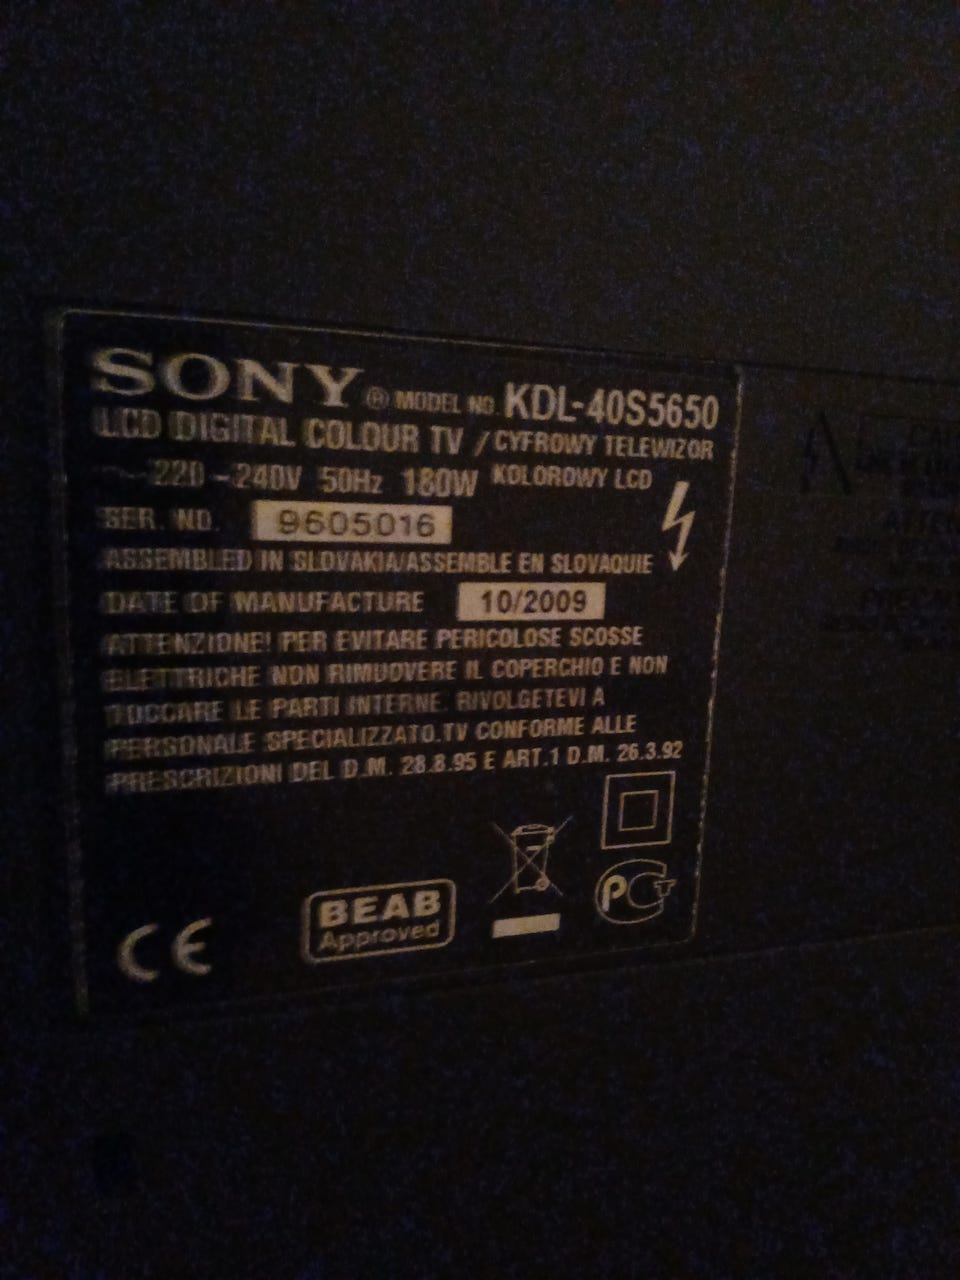 SONY® MODEL NO. KDL-40S5650
LCD DIGITAL COLOUR TV / CYFROWY TELEWIZOR
~ 220 - 240V 50Hz 180W KOLOROWY LCD
SER. NO. 9605016
ASSEMBLED IN SLOVAKIA/ASSEMBLE EN SLOVAQUIE
DATE OF MANUFACTURE 10/2009
ATTENZIONE! PER EVITARE PERICOLOSE SCOSSE
ELETTRICHE NON RIMUOVERE IL COPERCHIO E NON
TOCCARE LE PARTI INTERNE. RIVOLGETEVI A
PERSONALE SPECIALIZZATO.TV CONFORME ALLE
PRESCRIZIONI DEL D.M. 28.8.95 E ART.1 D.M. 26.3.92
CE
BEAB
Approved